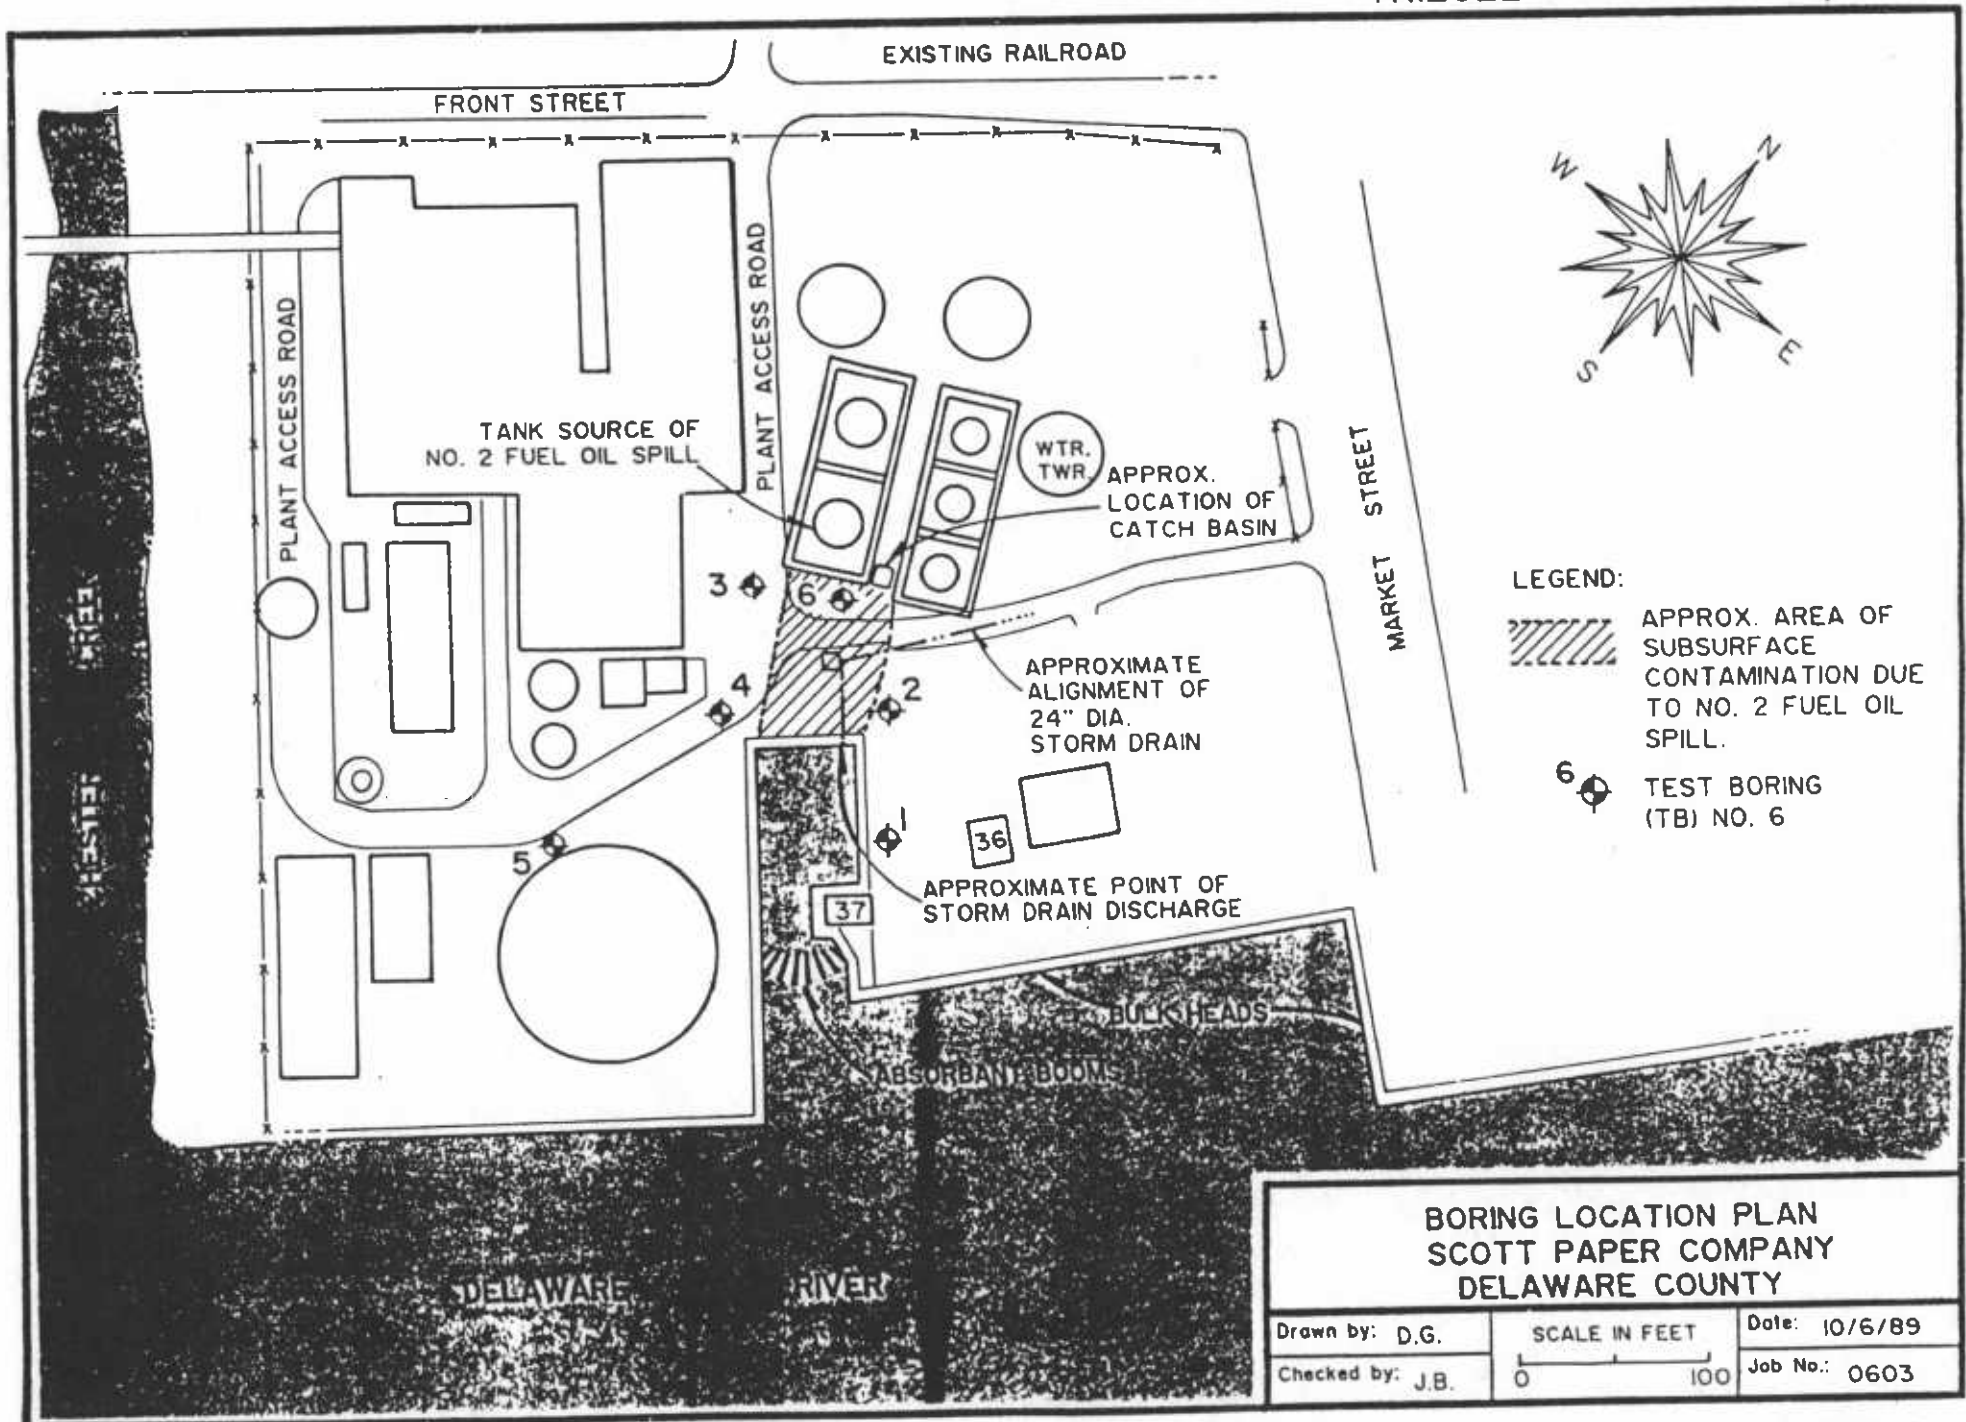 EXISTING RAILROAD
FRONT STREET
N
W
E
S
PLANT ACCESS ROAD
PLANT ACCESS ROAD
TANK SOURCE OF
NO. 2 FUEL OIL SPILL
WTR.
TWR.
APPROX.
LOCATION OF
CATCH BASIN
MARKET STREET
3
6
4
2
1
5
APPROXIMATE
ALIGNMENT OF
24" DIA.
STORM DRAIN
36
37
APPROXIMATE POINT OF
STORM DRAIN DISCHARGE
BULK HEADS
ABSORBANT BOOMS
CHESTER CREEK
DELAWARE RIVER
LEGEND:
APPROX. AREA OF
SUBSURFACE
CONTAMINATION DUE
TO NO. 2 FUEL OIL
SPILL.
6
TEST BORING
(TB) NO. 6
BORING LOCATION PLAN
SCOTT PAPER COMPANY
DELAWARE COUNTY
Drawn by: D.G.
Checked by: J.B.
SCALE IN FEET
0 100
Date: 10/6/89
Job No.: 0603